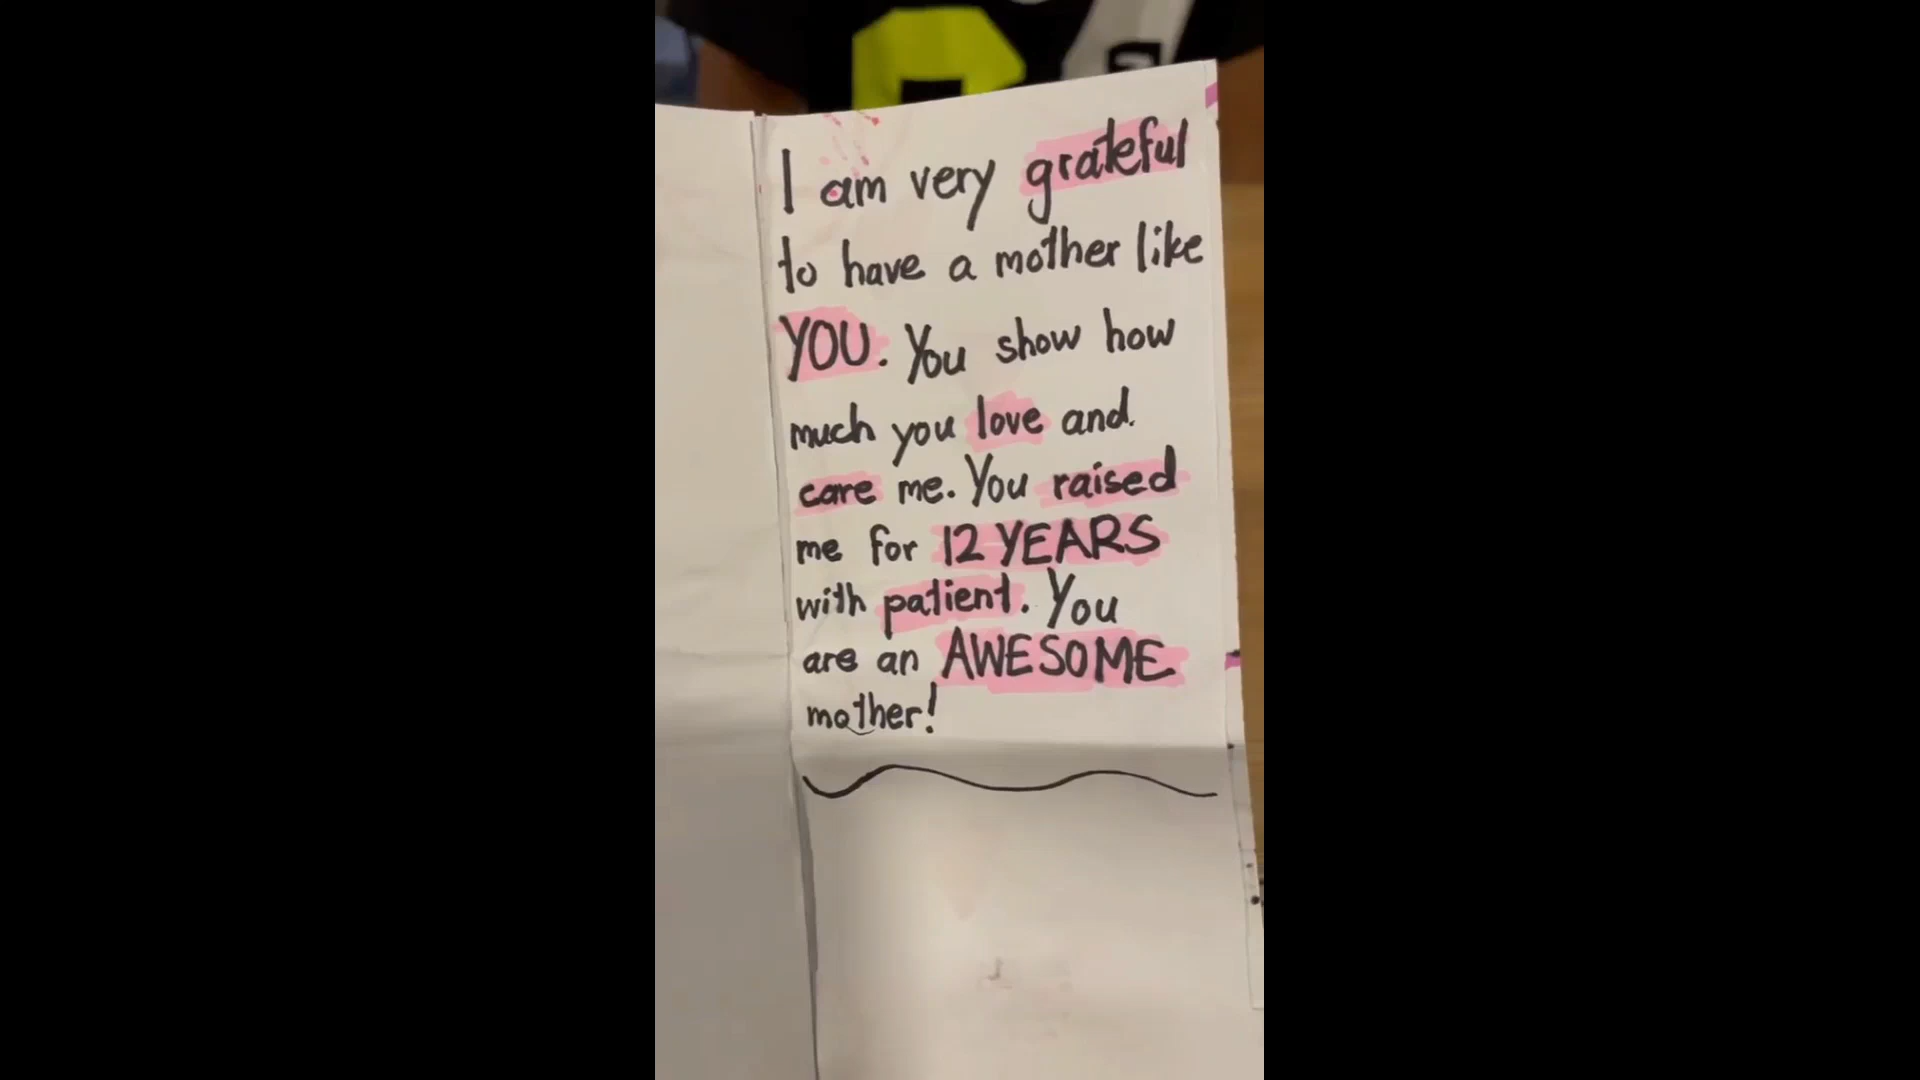 I am very grateful
to have a mother like
YOU. You show how
much you love and
care me. You raised
me for 12 YEARS
with patient. You
are an AWESOME
mother!